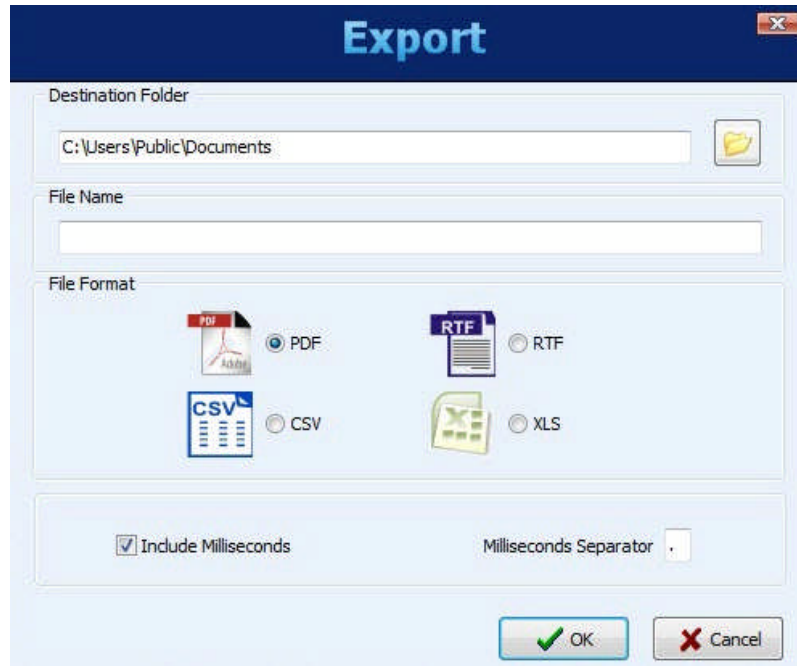 Export
Destination Folder
C:\Users\Public\Documents
File Name
File Format
PDF
Adobe
PDF
RTF
RTF
CSV
CSV
XLS
Include Milliseconds
Milliseconds Separator .
OK
Cancel